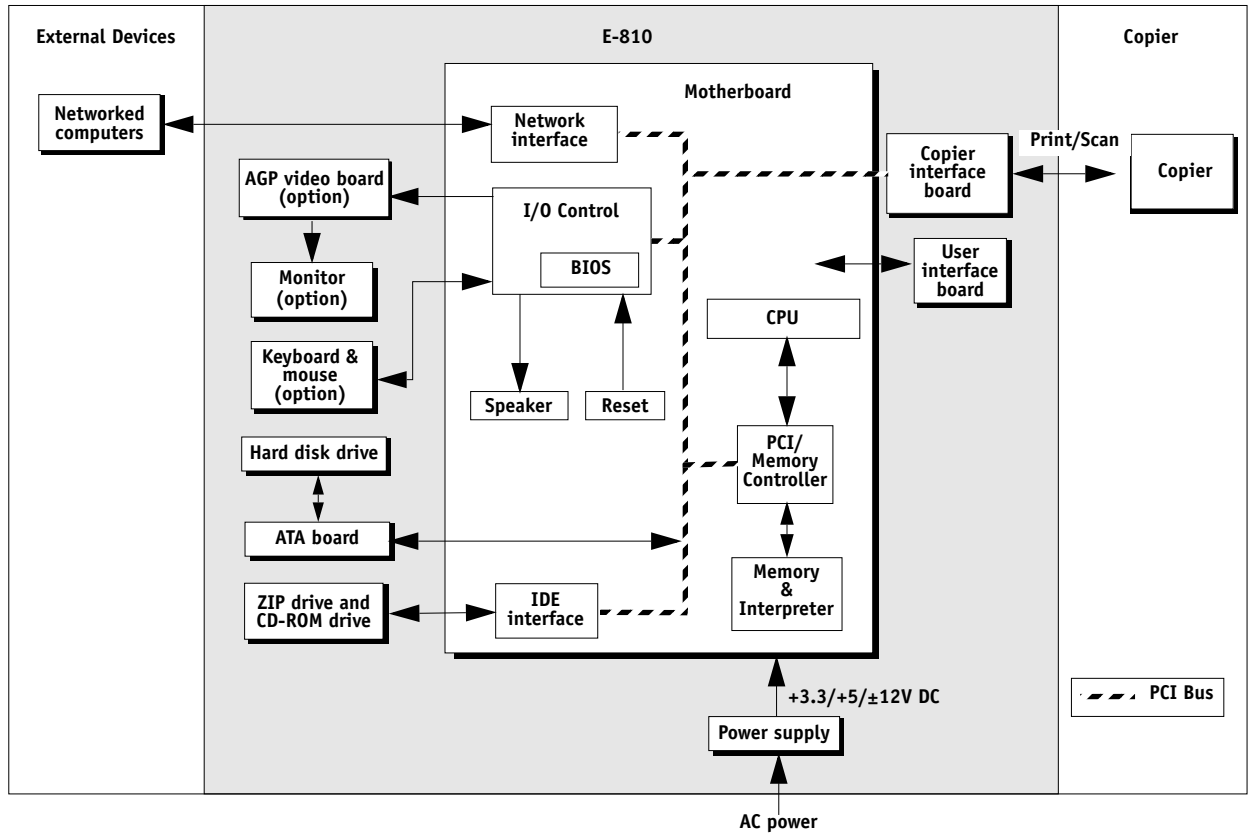 External Devices
E-810
Copier
Motherboard
Networked
computers
Network
interface
Copier
interface
board
Print/Scan
Copier
AGP video board
(option)
I/O Control
BIOS
User
interface
board
Monitor
(option)
CPU
Keyboard &
mouse
(option)
Speaker
Reset
Hard disk drive
PCI/
Memory
Controller
ATA board
Memory
&
Interpreter
ZIP drive and
CD-ROM drive
IDE
interface
+3.3/+5/±12V DC
PCI Bus
Power supply
AC power